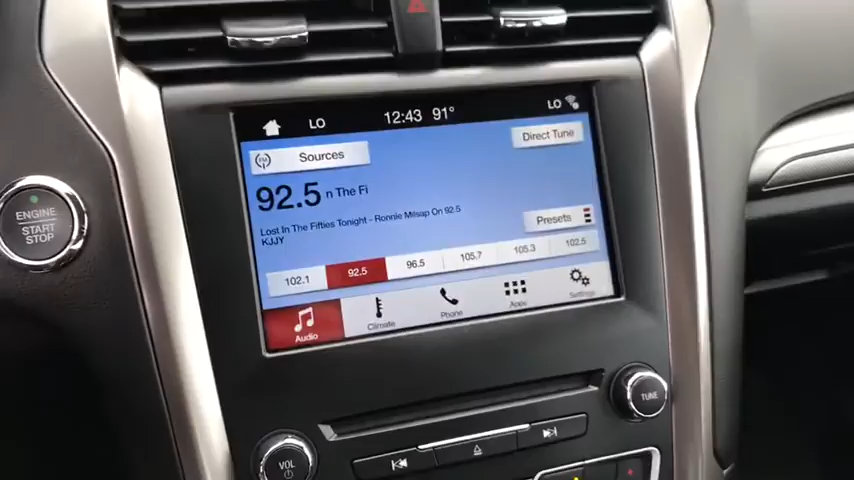 LO 12:43 91° LO
FM Sources Direct Tune
92.5 n The Fi
Lost In The Fifties Tonight - Ronnie Milsap On 92.5
KJJY
Presets
102.1 92.5 96.5 105.7 105.3 102.5
Audio Climate Phone Apps Settings
ENGINE
START
STOP
TUNE
VOL